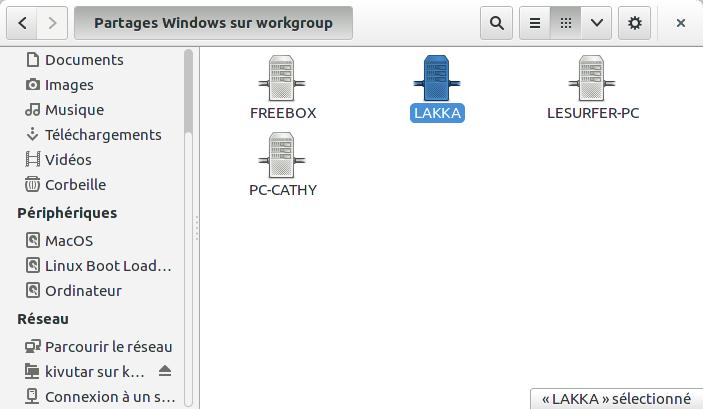 Partages Windows sur workgroup
Documents
Images
Musique
Téléchargements
Vidéos
Corbeille
Périphériques
MacOS
Linux Boot Load…
Ordinateur
Réseau
Parcourir le réseau
kivutar sur k…
Connexion à un s…
FREEBOX
LAKKA
LESURFER-PC
PC-CATHY
« LAKKA » sélectionné